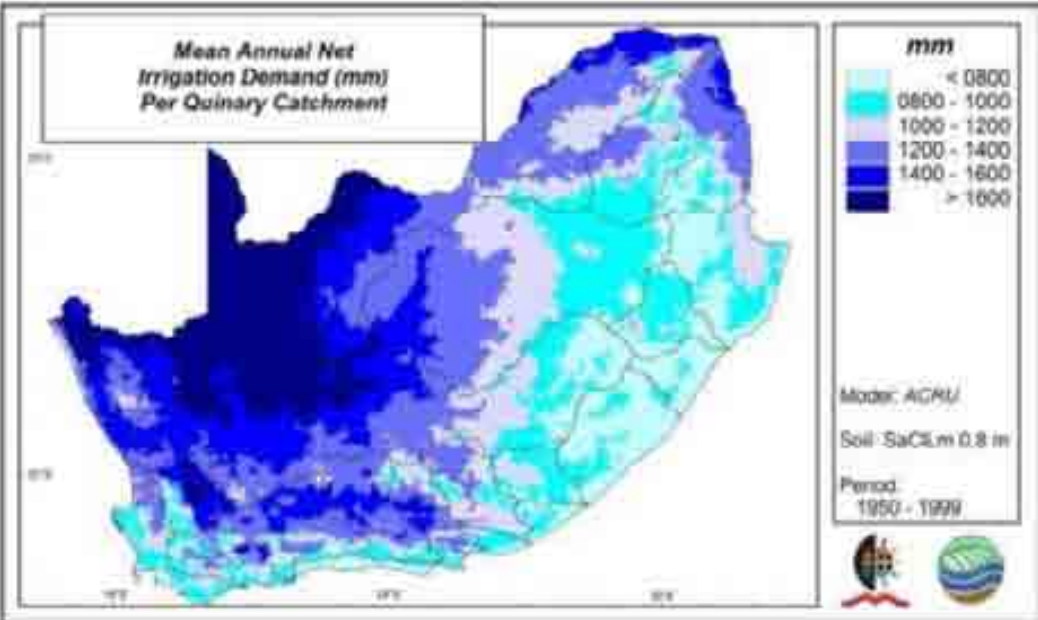 Mean Annual Net
Irrigation Demand (mm)
Per Quinary Catchment
mm
< 0800
0800 - 1000
1000 - 1200
1200 - 1400
1400 - 1600
> 1600
Model: ACRU
Soil: SaClLm 0.8 m
Period:
1950 - 1999